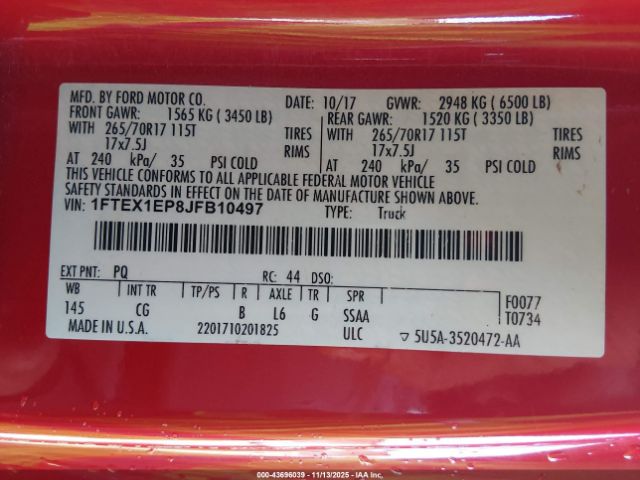 MFG. BY FORD MOTOR CO. DATE: 10/17 GVWR: 2948 KG ( 6500 LB)
FRONT GAWR: 1565 KG ( 3450 LB) REAR GAWR: 1520 KG ( 3350 LB)
WITH 265/70R17 115T TIRES WITH 265/70R17 115T TIRES
17x7.5J RIMS 17x7.5J RIMS
AT 240 kPa/ 35 PSI COLD AT 240 kPa/ 35 PSI COLD
THIS VEHICLE CONFORMS TO ALL APPLICABLE FEDERAL MOTOR VEHICLE
SAFETY STANDARDS IN EFFECT ON THE DATE OF MANUFACTURE SHOWN ABOVE.
VIN: 1FTEX1EP8JFB10497 TYPE: Truck
EXT PNT: PQ RC: 44 DSO:
WB INT TR TP/PS R AXLE TR SPR F0077
145 CG B L6 G SSAA T0734
MADE IN U.S.A. 2201710201825 ULC ▽ 5U5A-3520472-AA
000-43696039 | 11/13/2025 - IAA INC.